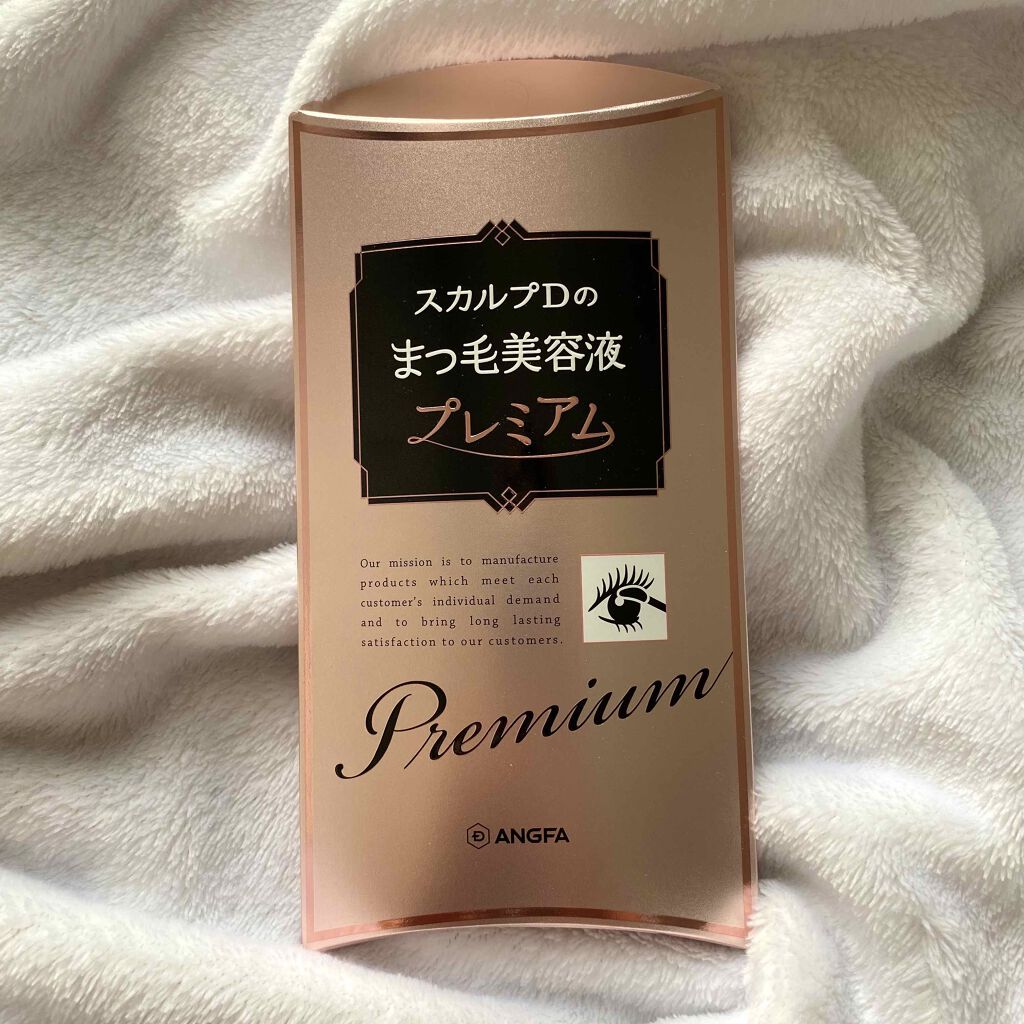 スカルプDの
まつ毛美容液
プレミアム
Our mission is to manufacture
products which meet each
customer's individual demand
and to bring long lasting
satisfaction to our customers.
Premium
ANGFA